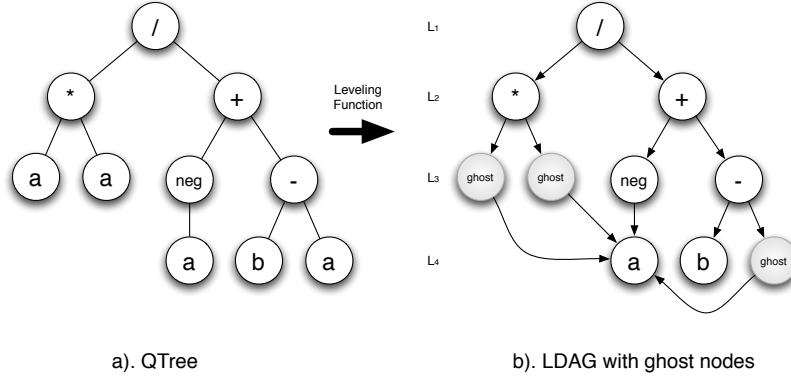 /
L1
/
*
+
Leveling
Function
L2
*
+
a
a
neg
-
L3
ghost
ghost
neg
-
a
b
a
L4
a
b
ghost
a). QTree
b). LDAG with ghost nodes